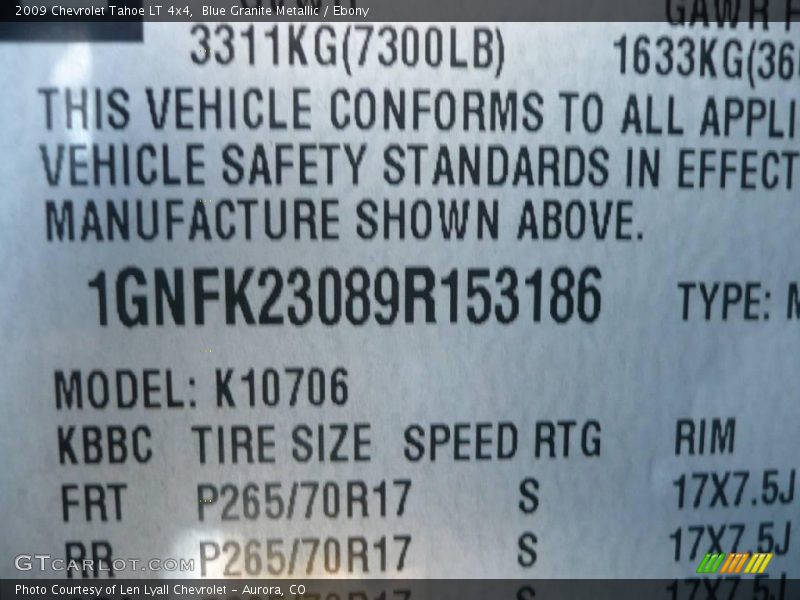 2009 Chevrolet Tahoe LT 4x4, Blue Granite Metallic / Ebony
GAWR F
3311KG(7300LB) 1633KG(36
THIS VEHICLE CONFORMS TO ALL APPLI
VEHICLE SAFETY STANDARDS IN EFFECT
MANUFACTURE SHOWN ABOVE.
1GNFK23089R153186 TYPE: M
MODEL: K10706
KBBC TIRE SIZE SPEED RTG RIM
FRT P265/70R17 S 17X7.5J
RR P265/70R17 S 17X7.5J
17X7.5J
GTCARLOT.COM
Photo Courtesy of Len Lyall Chevrolet - Aurora, CO